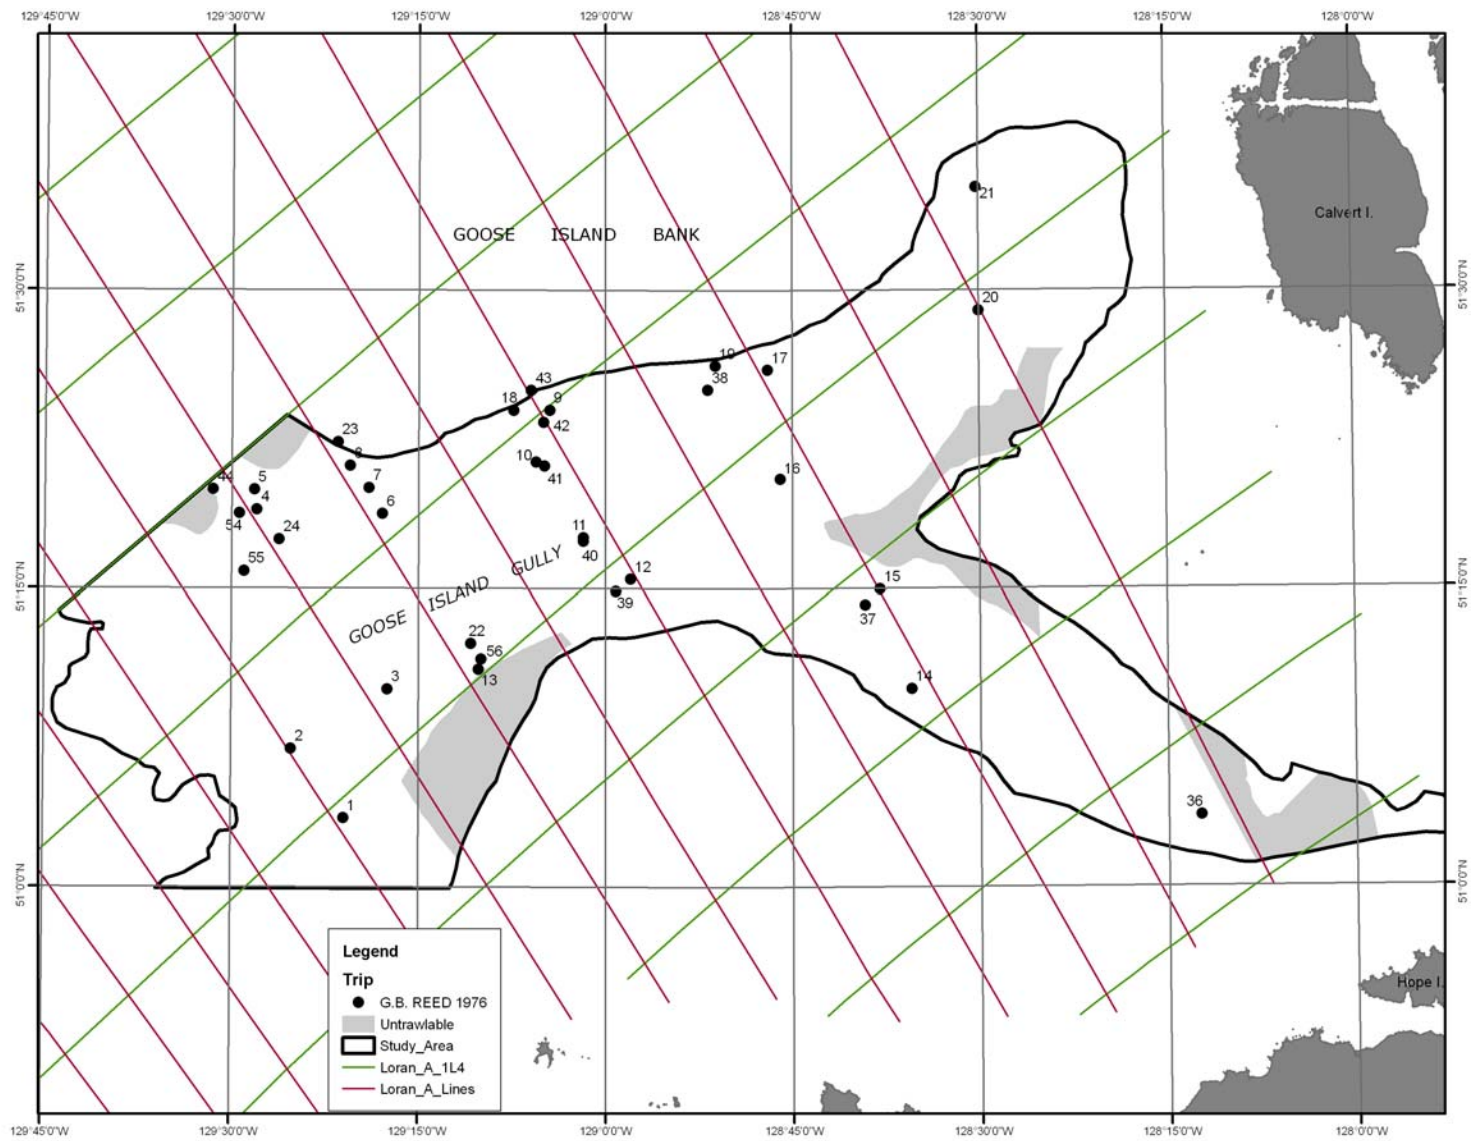 129°45'0"W 129°30'0"W 129°15'0"W 129°0'0"W 128°45'0"W 128°30'0"W 128°15'0"W 128°0'0"W
Calvert I.
21
GOOSE ISLAND BANK
51°30'0"N 51°30'0"N
20
19 17
38
43
18 9
42
23
8
10
41
7
16
44 5
4
6
54
24
11
40
55
GOOSE ISLAND GULLY
12
39
15
37
51°15'0"N 51°15'0"N
22
56
13
3
14
2
1
36
51°0'0"N 51°0'0"N
Hope I.
Legend
Trip
G.B. REED 1976
Untrawlable
Study_Area
Loran_A_1L4
Loran_A_Lines
129°45'0"W 129°30'0"W 129°15'0"W 129°0'0"W 128°45'0"W 128°30'0"W 128°15'0"W 128°0'0"W